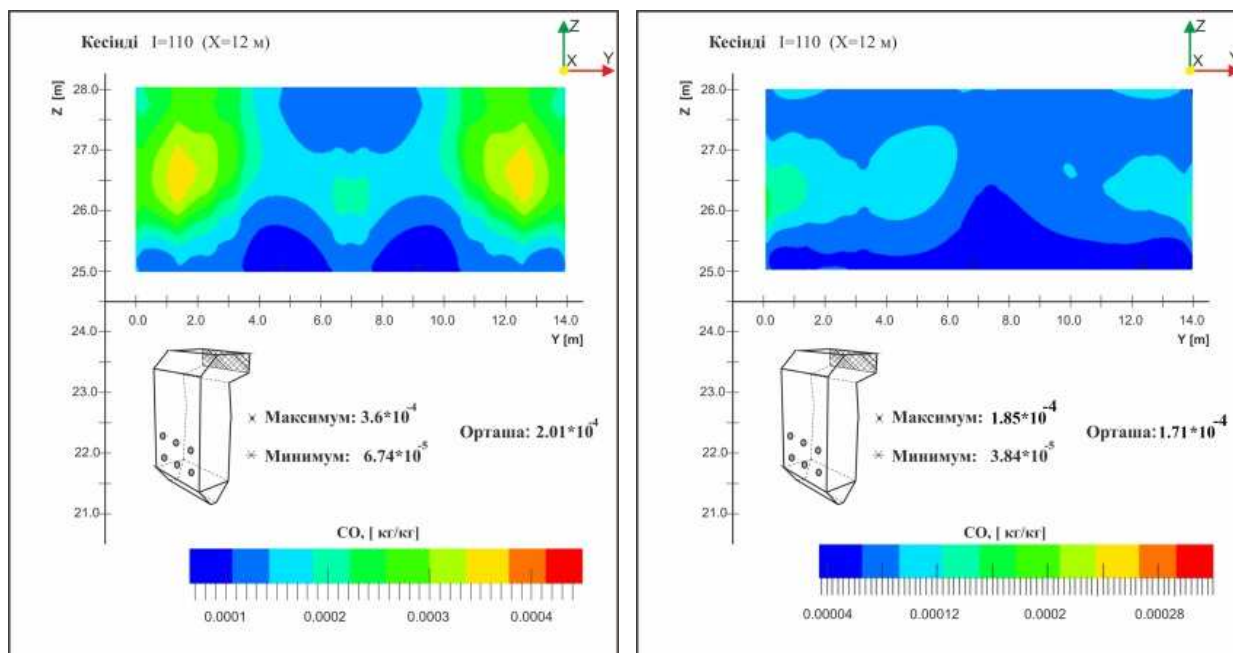 Кесінді I=110 (X=12 м)
Z
X Y
Z [m]
28.0
27.0
26.0
25.0
24.0
23.0
22.0
21.0
0.0 2.0 4.0 6.0 8.0 10.0 12.0 14.0
Y [m]
Максимум: 3.6*10-4
Орташа: 2.01*10-4
Минимум: 6.74*10-5
CO, [ кг/кг]
0.0001 0.0002 0.0003 0.0004
Кесінді I=110 (X=12 м)
Z
X Y
Z [m]
28.0
27.0
26.0
25.0
24.0
23.0
22.0
21.0
0.0 2.0 4.0 6.0 8.0 10.0 12.0 14.0
Y [m]
Максимум: 1.85*10-4
Орташа: 1.71*10-4
Минимум: 3.84*10-5
CO, [ кг/кг]
0.00004 0.00012 0.0002 0.00028